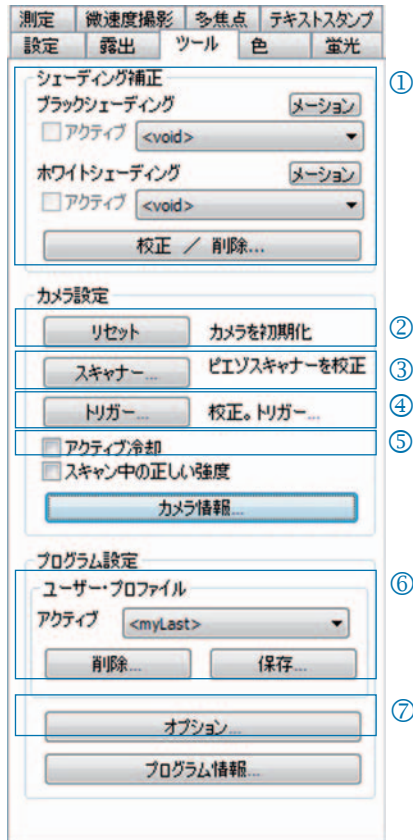 測定 微速度撮影 多焦点 テキストスタンプ
設定 露出 ツール 色 蛍光
シェーディング補正 ①
ブラックシェーディング メーション
アクティブ <void>
ホワイトシェーディング メーション
アクティブ <void>
校正 / 削除...
カメラ設定
リセット カメラを初期化 ②
スキャナー... ピエゾスキャナーを校正 ③
トリガー... 校正。トリガー... ④
アクティブ冷却 ⑤
スキャン中の正しい強度
カメラ情報...
プログラム設定
ユーザー・プロファイル ⑥
アクティブ <myLast>
削除... 保存...
オプション... ⑦
プログラム情報...